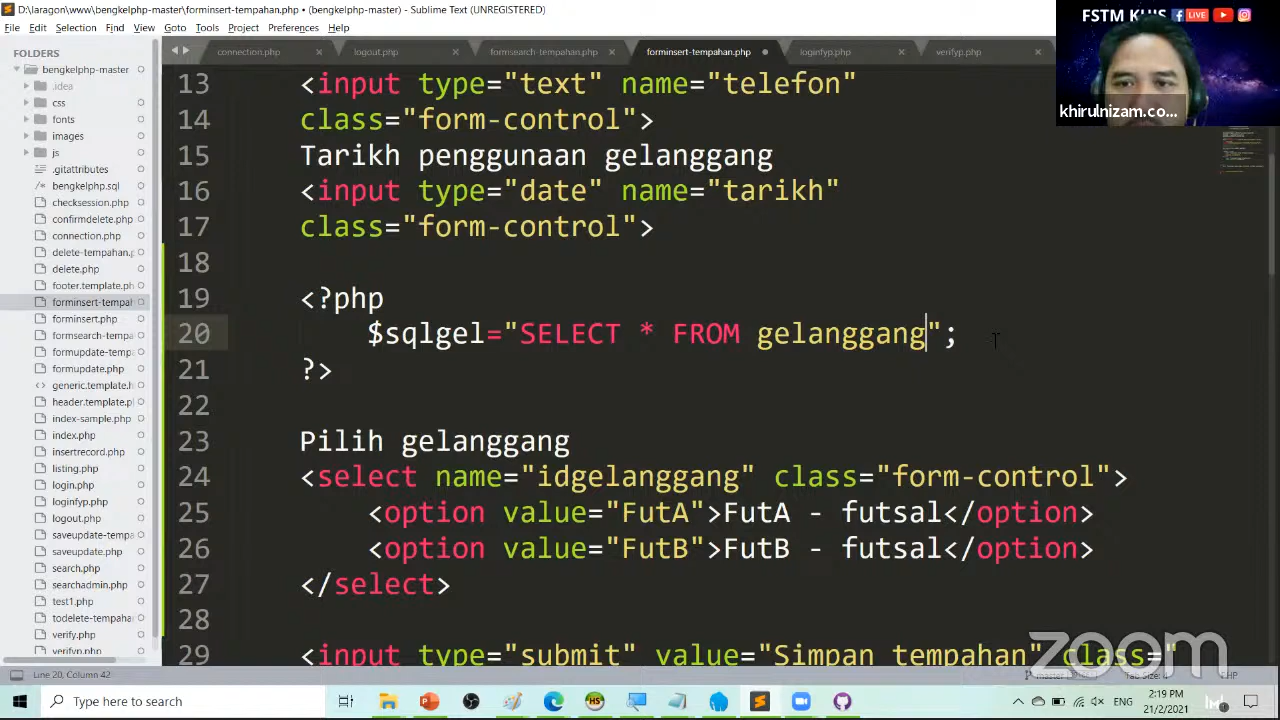 D:\laragon\www\bengkelphp-master\forminsert-tempahan.php • (bengkelphp-master) - Sublime Text (UNREGISTERED)
File Edit Selection Find View Goto Tools Project Preferences Help
FSTM KUIS LIVE
khirulnizam.co...
FOLDERS
bengkelphp-master
.idea
css
fonts
images
js
.gitattributes
bengkelphp.sql
checksession.php
confirmdelete.php
connection.php
delete-tempahan.p
delete.php
footer.template.php
forminsert-tempah
forminsert.php
formsearch-tempa
formupdate-tempa
formupdate.php
generic.template.h
header.template.ph
index-sample.php
index.php
insertrecord.php
listing.php
login.php
loginfyp.php
logout.php
saveupdate-tempa
saveupdate.php
search.php
searchadmin.php
test1.php
todelete-tempahan
verify.php
verifyp.php
connection.php × logout.php × formsearch-tempahan.php × forminsert-tempahan.php • loginfyp.php × verifyp.php ×
13 <input type="text" name="telefon"
14 class="form-control">
15 Tarikh penggunaan gelanggang
16 <input type="date" name="tarikh"
17 class="form-control">
18
19 <?php
20 $sqlgel="SELECT * FROM gelanggang";
21 ?>
22
23 Pilih gelanggang
24 <select name="idgelanggang" class="form-control">
25 <option value="FutA">FutA - futsal</option>
26 <option value="FutB">FutB - futsal</option>
27 </select>
28
29 <input type="submit" value="Simpan tempahan" class="
zoom
Line 20, Column 42 master PHP
Type here to search
ENG
2:19 PM
21/2/2021